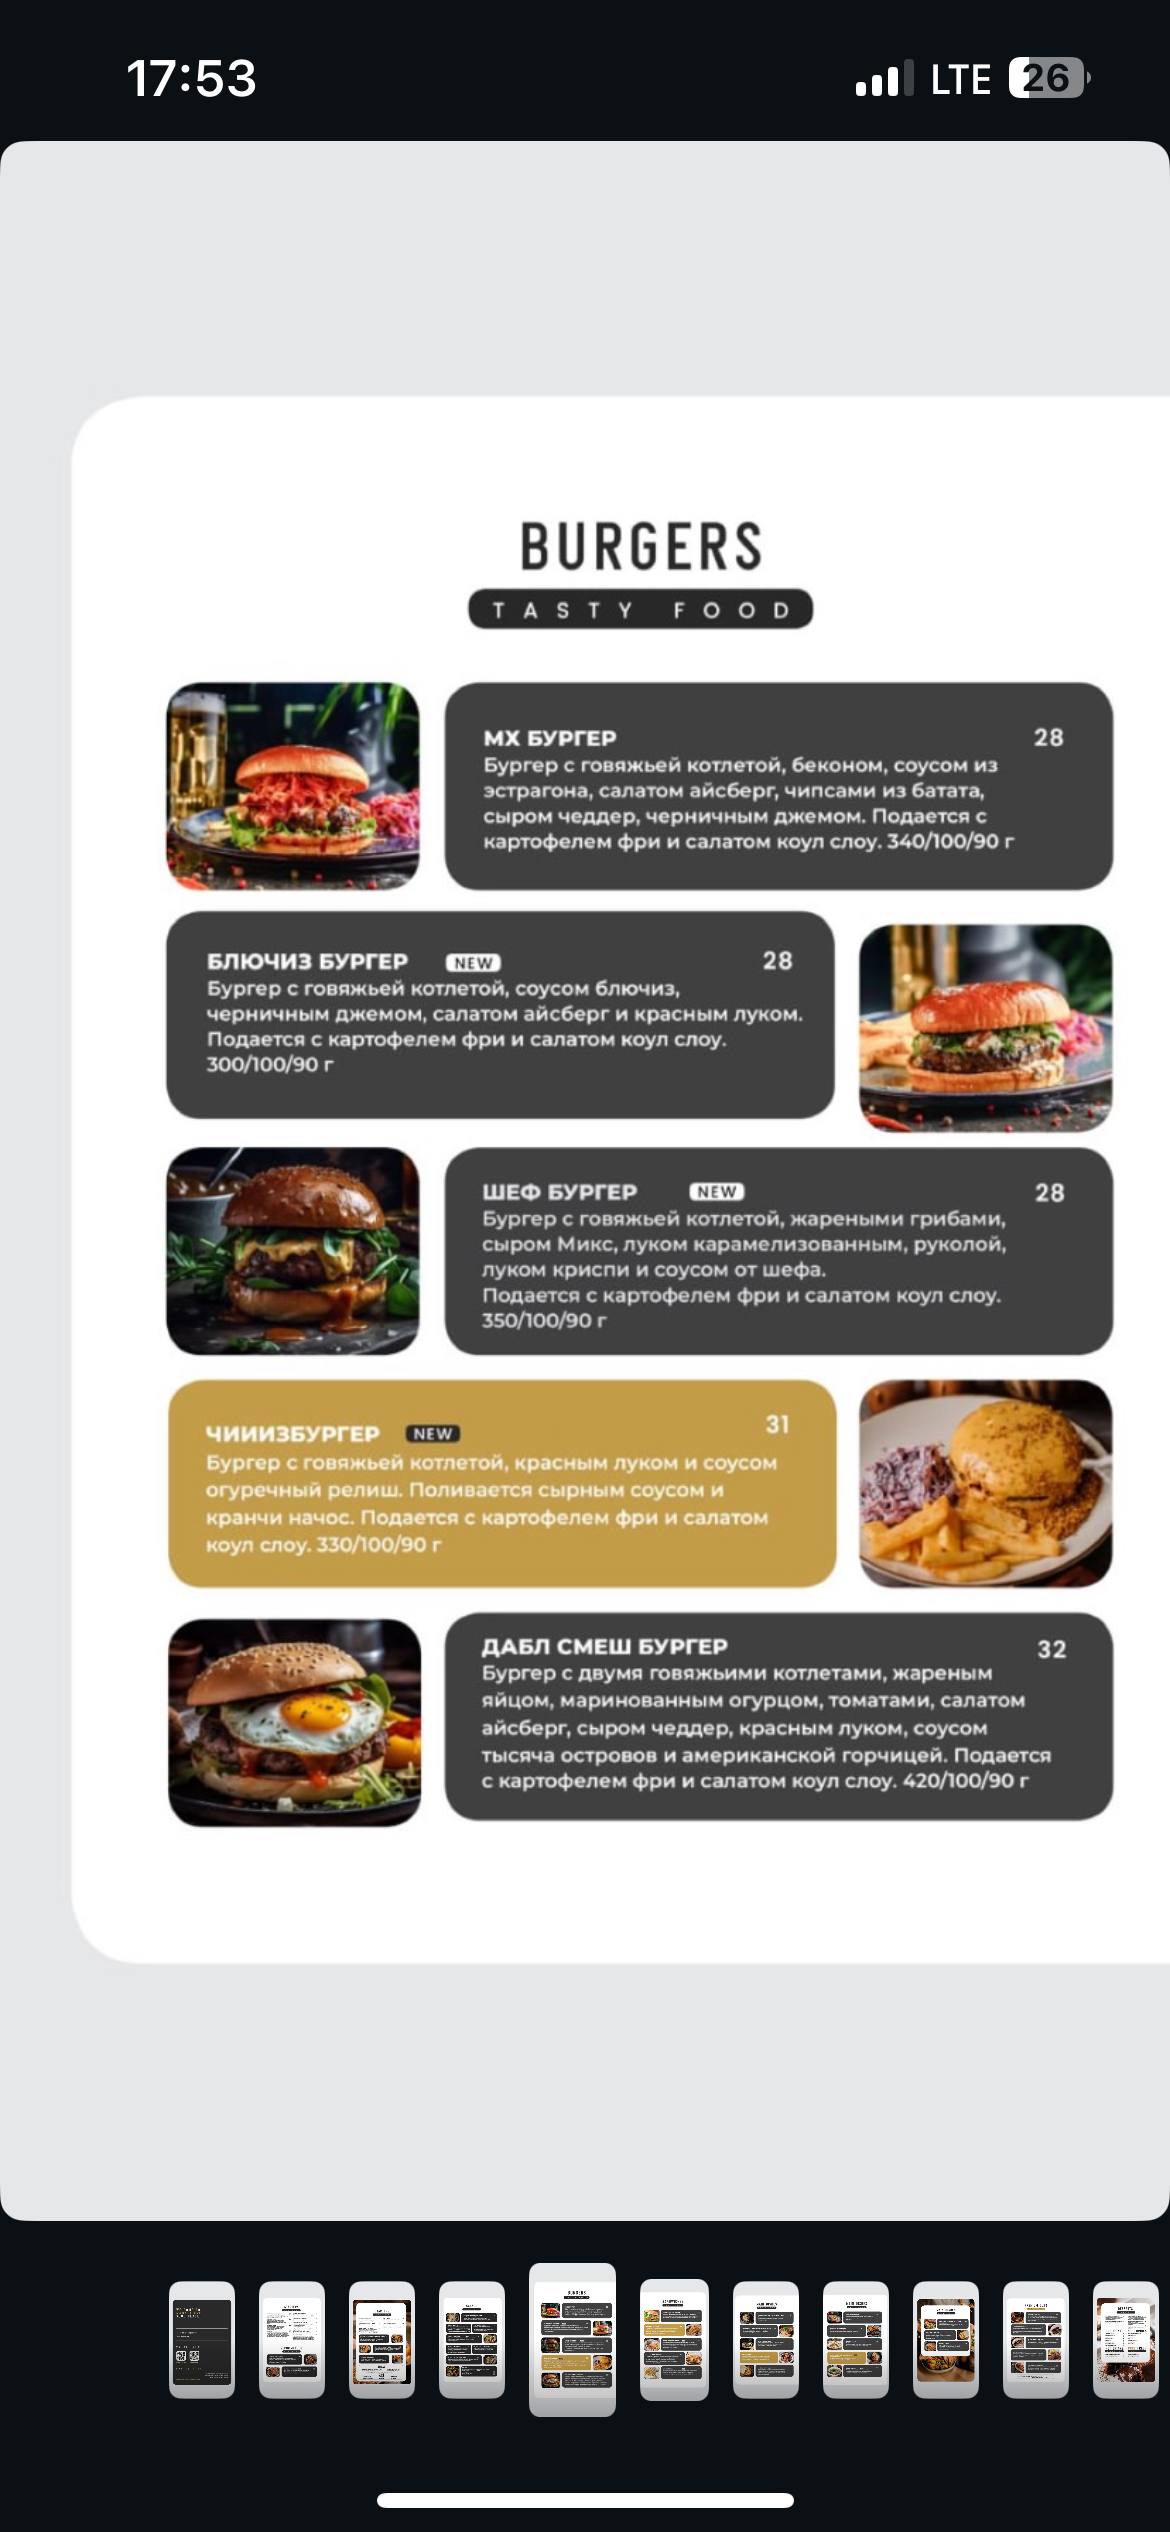 17:53
LTE
26
BURGERS
TASTY FOOD
МХ БУРГЕР
28
Бургер с говяжьей котлетой, беконом, соусом из
эстрагона, салатом айсберг, чипсами из батата,
сыром чеддер, черничным джемом. Подается с
картофелем фри и салатом коул слоу. 340/100/90 г
БЛЮЧИЗ БУРГЕР
NEW
28
Бургер с говяжьей котлетой, соусом блючиз,
черничным джемом, салатом айсберг и красным луком.
Подается с картофелем фри и салатом коул слоу.
300/100/90 г
ШЕФ БУРГЕР
NEW
28
Бургер с говяжьей котлетой, жареными грибами,
сыром Микс, луком карамелизованным, руколой,
луком криспи и соусом от шефа.
Подается с картофелем фри и салатом коул слоу.
350/100/90 г
ЧИИИЗБУРГЕР
NEW
31
Бургер с говяжьей котлетой, красным луком и соусом
огуречный релиш. Поливается сырным соусом и
кранчи начос. Подается с картофелем фри и салатом
коул слоу. 330/100/90 г
ДАБЛ СМЕШ БУРГЕР
32
Бургер с двумя говяжьими котлетами, жареным
яйцом, маринованным огурцом, томатами, салатом
айсберг, сыром чеддер, красным луком, соусом
тысяча островов и американской горчицей. Подается
с картофелем фри и салатом коул слоу. 420/100/90 г
BURGERS